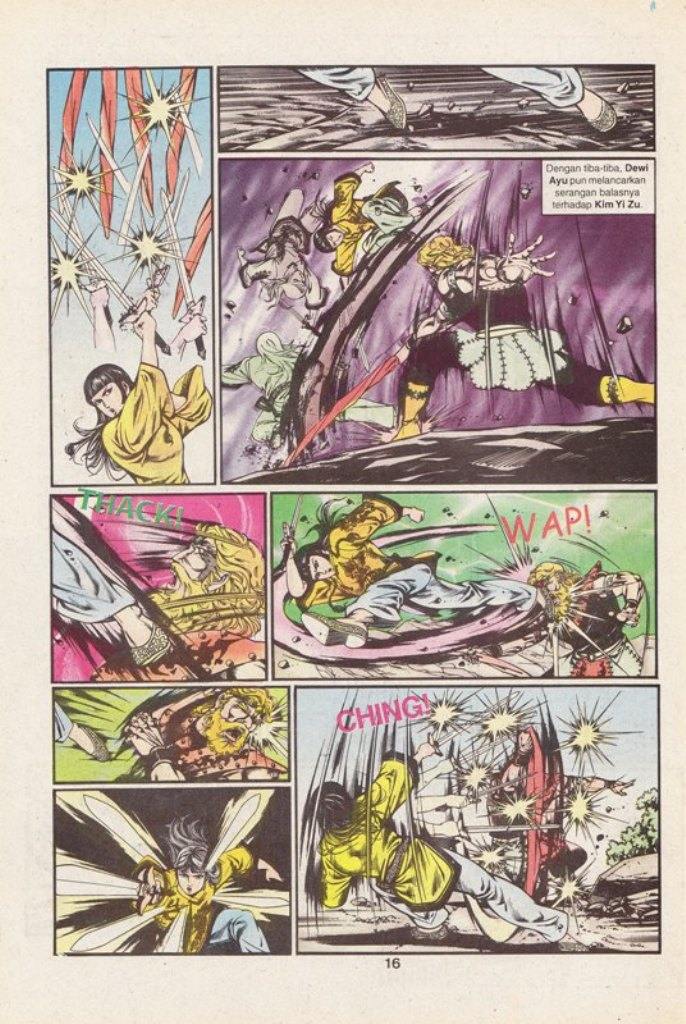 Dengan tiba-tiba, Dewi
Ayu pun melancarkan
serangan balasnya
terhadap Kim Yi Zu.
THACK!
WAP!
CHING!
16